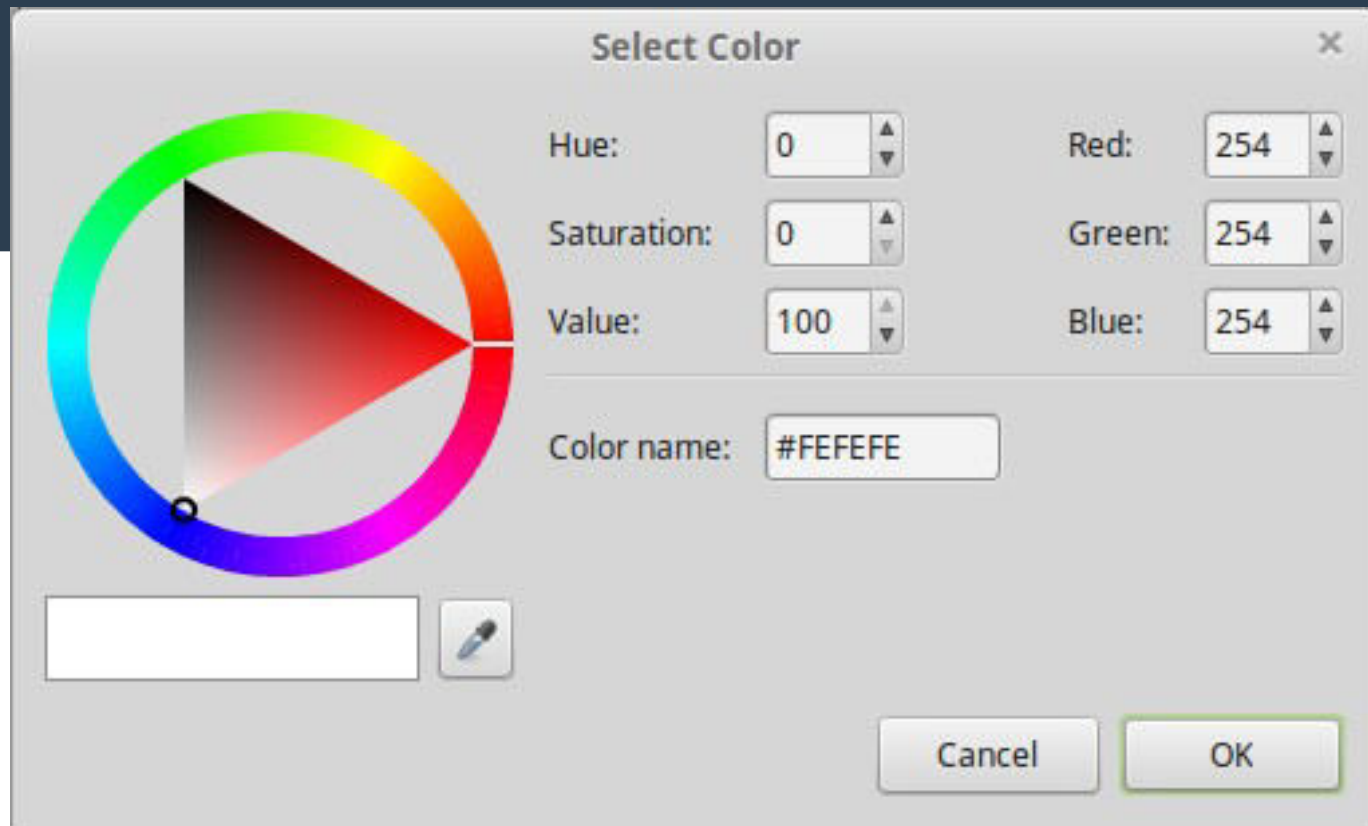 Select Color
Hue: 0 Red: 254
Saturation: 0 Green: 254
Value: 100 Blue: 254
Color name: #FEFEFE
Cancel OK